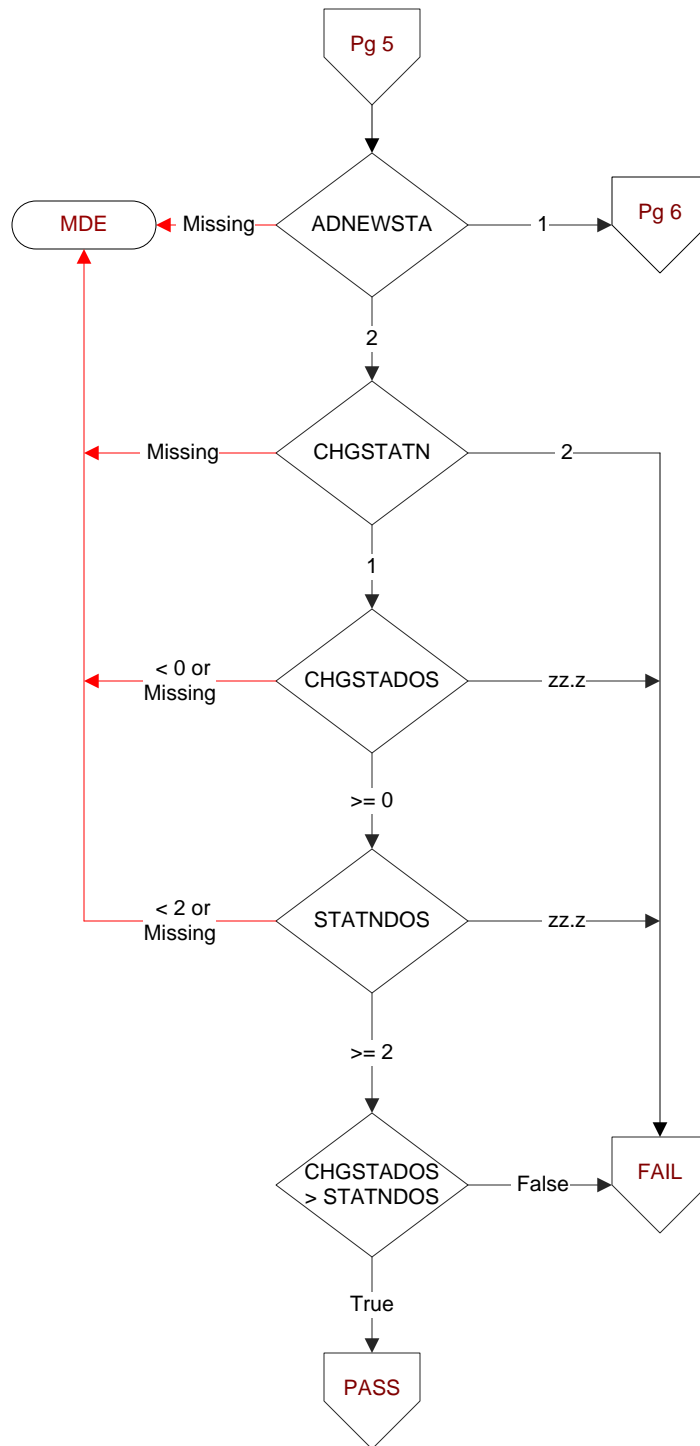 Pg 5
MDE
Missing
ADNEWSTA
1
Pg 6
2
Missing
CHGSTATN
2
1
< 0 or
Missing
CHGSTADOS
zz.z
>= 0
< 2 or
Missing
STATNDOS
zz.z
>= 2
CHGSTADOS
> STATNDOS
False
FAIL
True
PASS